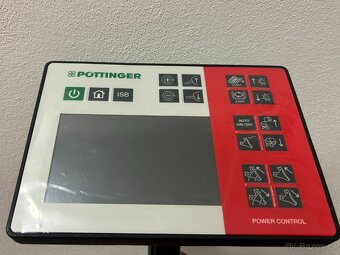 PÖTTINGER
ISB
AUTO
ON/OFF
POWER CONTROL